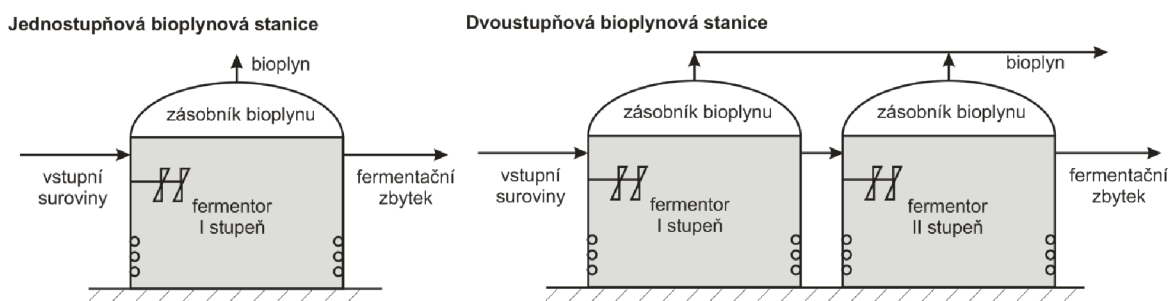 Jednostupňová bioplynová stanice
bioplyn
zásobník bioplynu
vstupní
suroviny
fermentor
I stupeň
fermentační
zbytek
Dvoustupňová bioplynová stanice
bioplyn
zásobník bioplynu
zásobník bioplynu
vstupní
suroviny
fermentor
I stupeň
fermentor
II stupeň
fermentační
zbytek